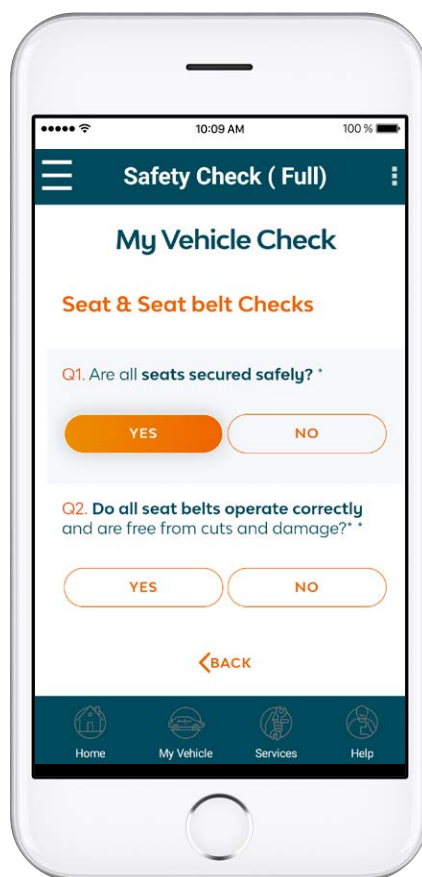 10:09 AM 100 %
Safety Check ( Full)
My Vehicle Check
Seat & Seat belt Checks
Q1. Are all seats secured safely? *
YES NO
Q2. Do all seat belts operate correctly
and are free from cuts and damage?* *
YES NO
BACK
Home My Vehicle Services Help